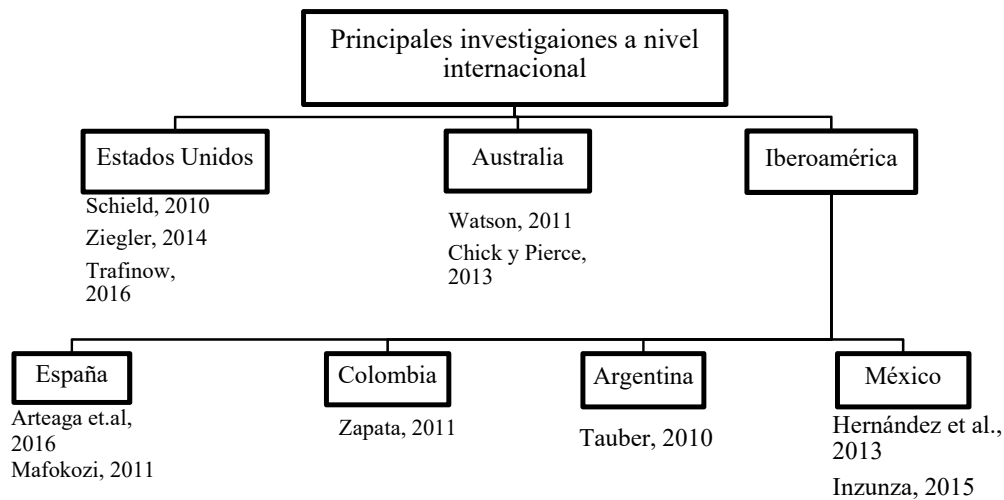 Principales investigaiones a nivel
internacional
Estados Unidos
Australia
Iberoamérica
Schield, 2010
Ziegler, 2014
Trafinow,
2016
Watson, 2011
Chick y Pierce,
2013
España
Colombia
Argentina
México
Arteaga et.al,
2016
Mafokozi, 2011
Zapata, 2011
Tauber, 2010
Hernández et al.,
2013
Inzunza, 2015